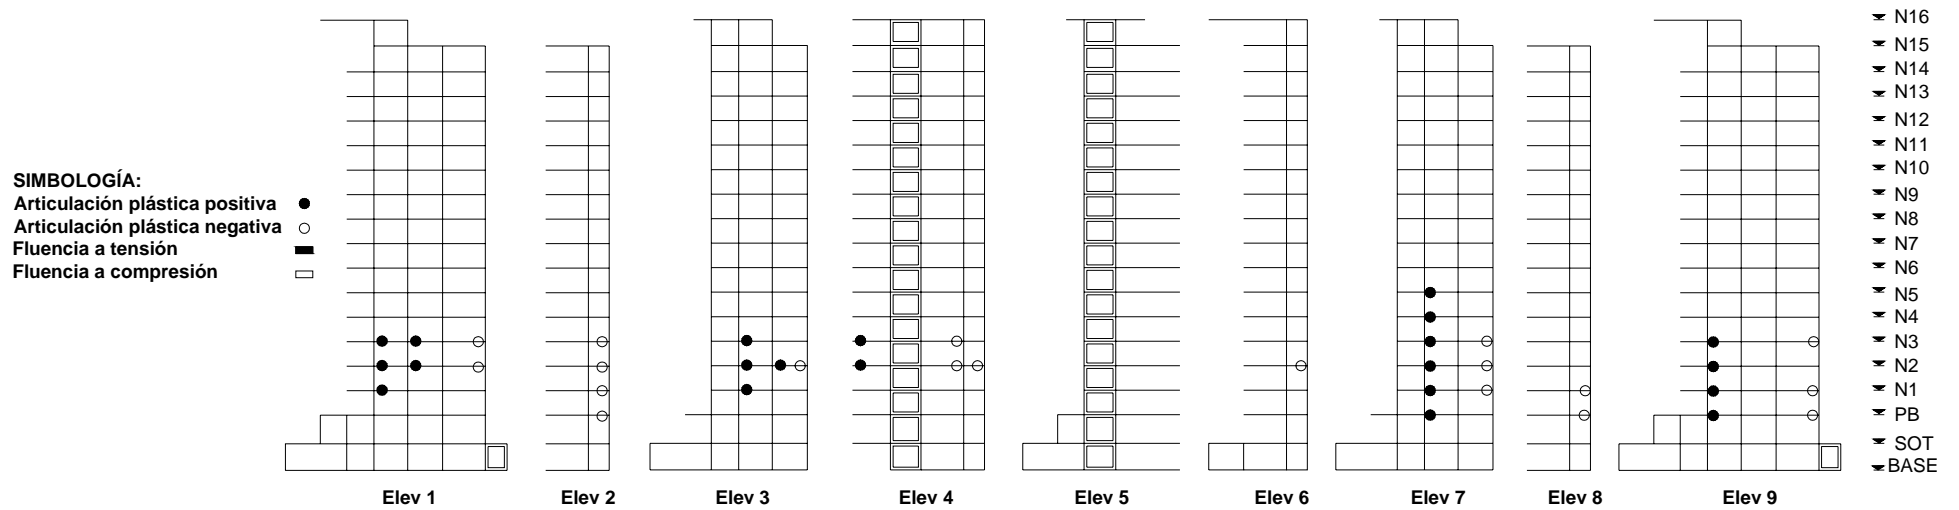 SIMBOLOGÍA:
Articulación plástica positiva
Articulación plástica negativa
Fluencia a tensión
Fluencia a compresión
Elev 1
Elev 2
Elev 3
Elev 4
Elev 5
Elev 6
Elev 7
Elev 8
Elev 9
N16
N15
N14
N13
N12
N11
N10
N9
N8
N7
N6
N5
N4
N3
N2
N1
PB
SOT
BASE